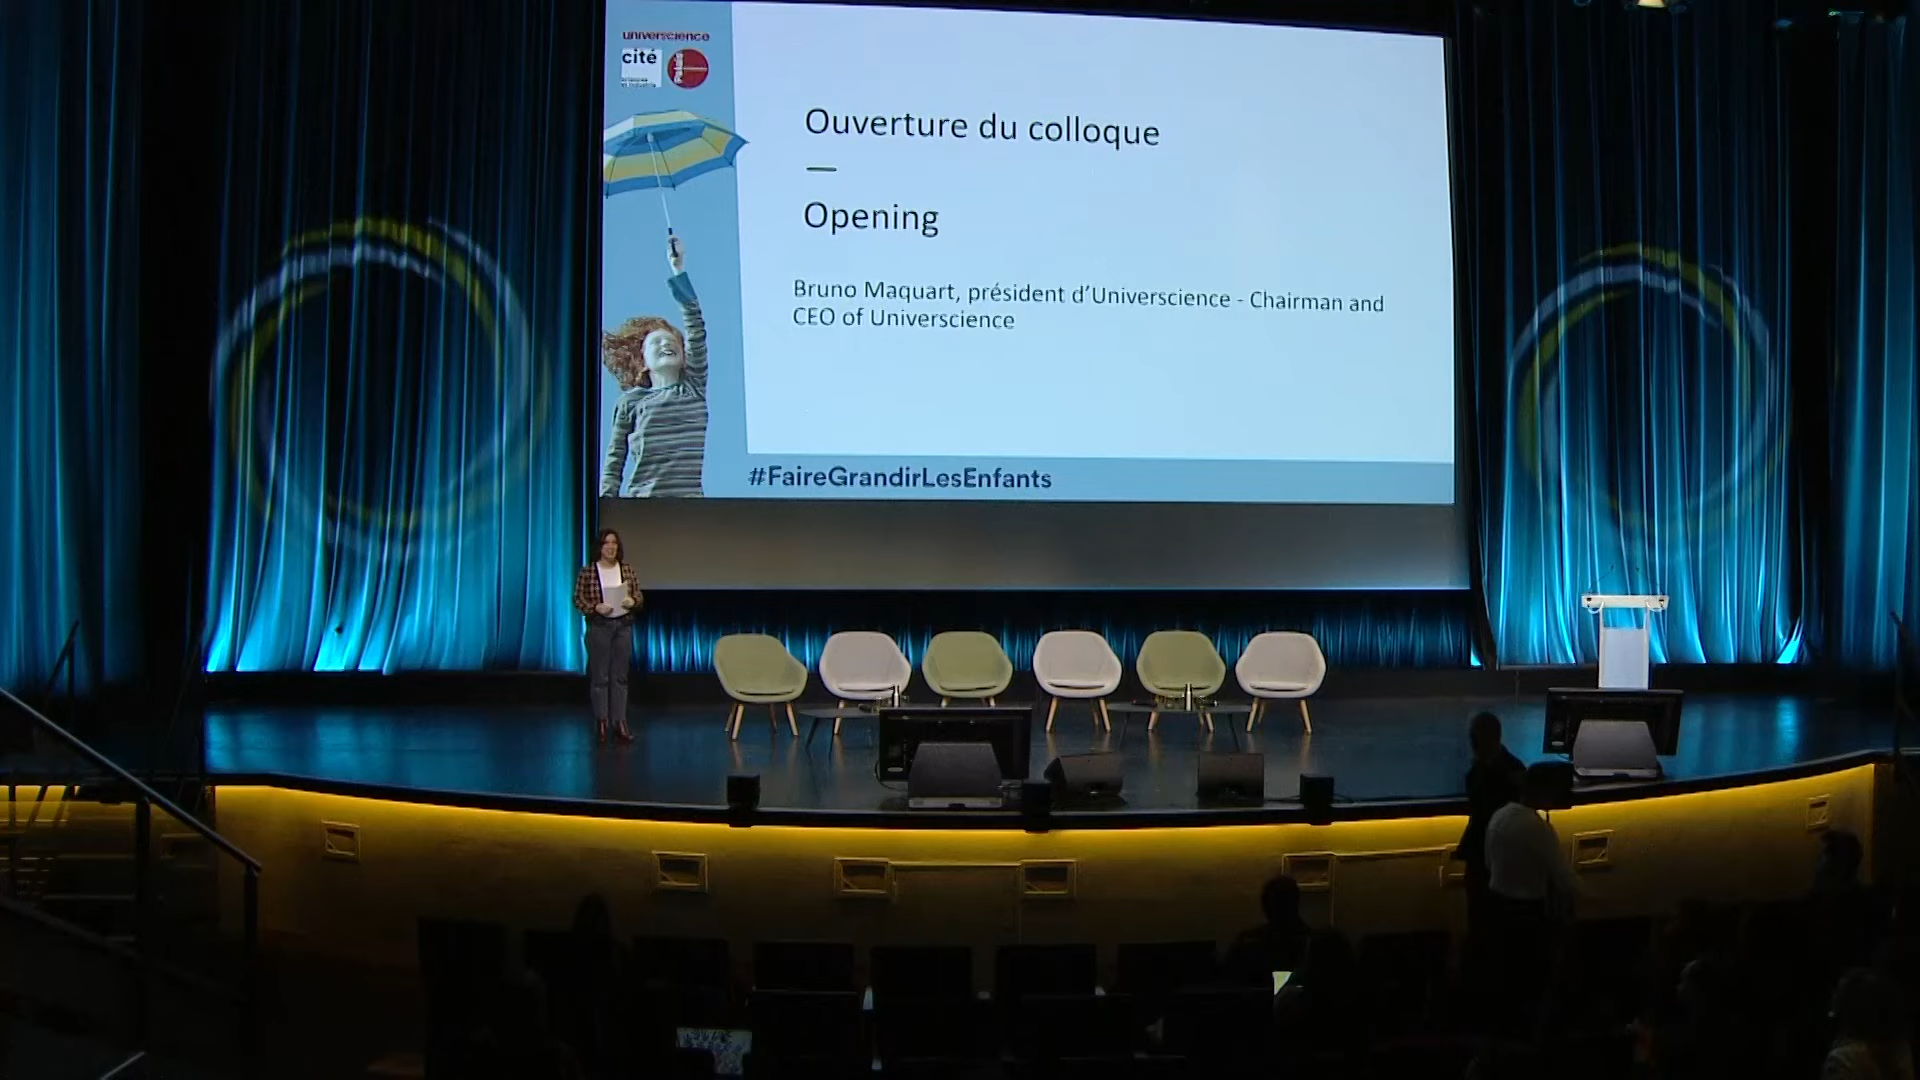 universcience
cité
Ouverture du colloque
—
Opening
Bruno Maquart, président d’Universcience - Chairman and
CEO of Universcience
#FaireGrandirLesEnfants